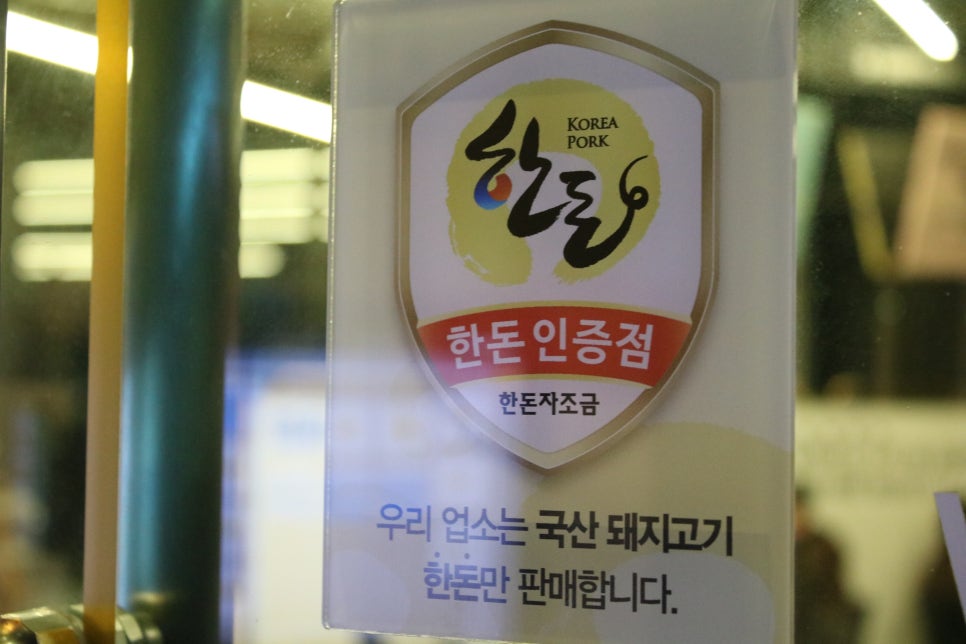 한돈
KOREA
PORK
한돈인증점
한돈자조금
우리 업소는 국산 돼지고기
한돈만 판매합니다.